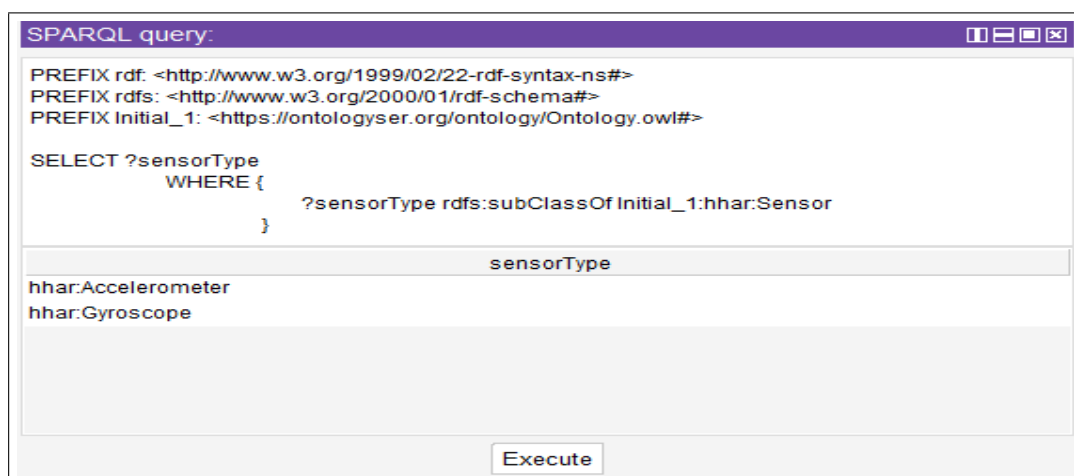 SPARQL query:
PREFIX rdf: <http://www.w3.org/1999/02/22-rdf-syntax-ns#>
PREFIX rdfs: <http://www.w3.org/2000/01/rdf-schema#>
PREFIX Initial_1: <https://ontologyser.org/ontology/Ontology.owl#>
SELECT ?sensorType
WHERE {
?sensorType rdfs:subClassOf Initial_1:hhar:Sensor
}
sensorType
hhar:Accelerometer
hhar:Gyroscope
Execute